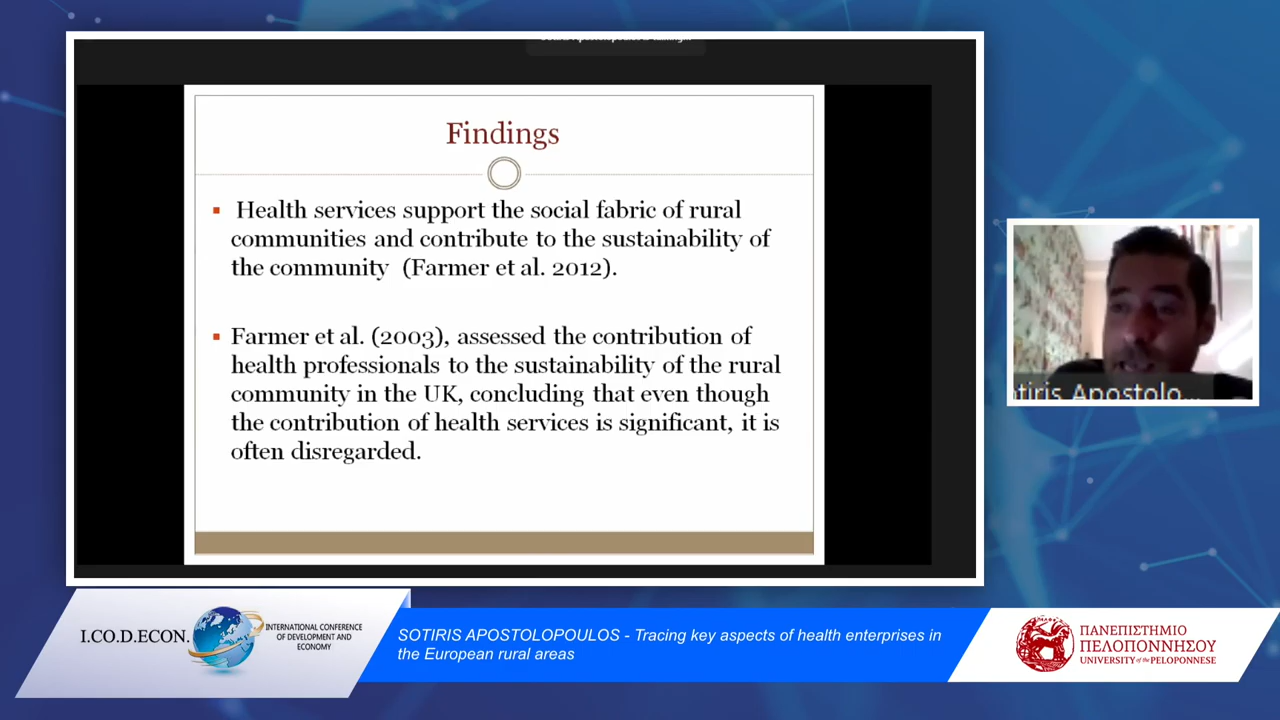 Findings
Health services support the social fabric of rural
communities and contribute to the sustainability of
the community (Farmer et al. 2012).
Farmer et al. (2003), assessed the contribution of
health professionals to the sustainability of the rural
community in the UK, concluding that even though
the contribution of health services is significant, it is
often disregarded.
tiris Apostolo...
I.CO.D.ECON.
INTERNATIONAL CONFERENCE
OF DEVELOPMENT AND
ECONOMY
SOTIRIS APOSTOLOPOULOS - Tracing key aspects of health enterprises in
the European rural areas
ΠΑΝΕΠΙΣΤΗΜΙΟ
ΠΕΛΟΠΟΝΝΗΣΟΥ
UNIVERSITY of the PELOPONNESE